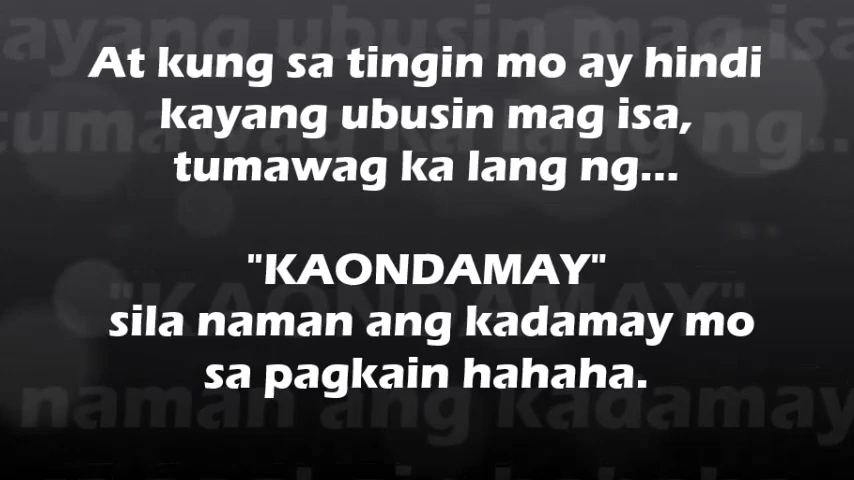 At kung sa tingin mo ay hindi
kayang ubusin mag isa,
tumawag ka lang ng...
"KAONDAMAY"
sila naman ang kadamay mo
sa pagkain hahaha.